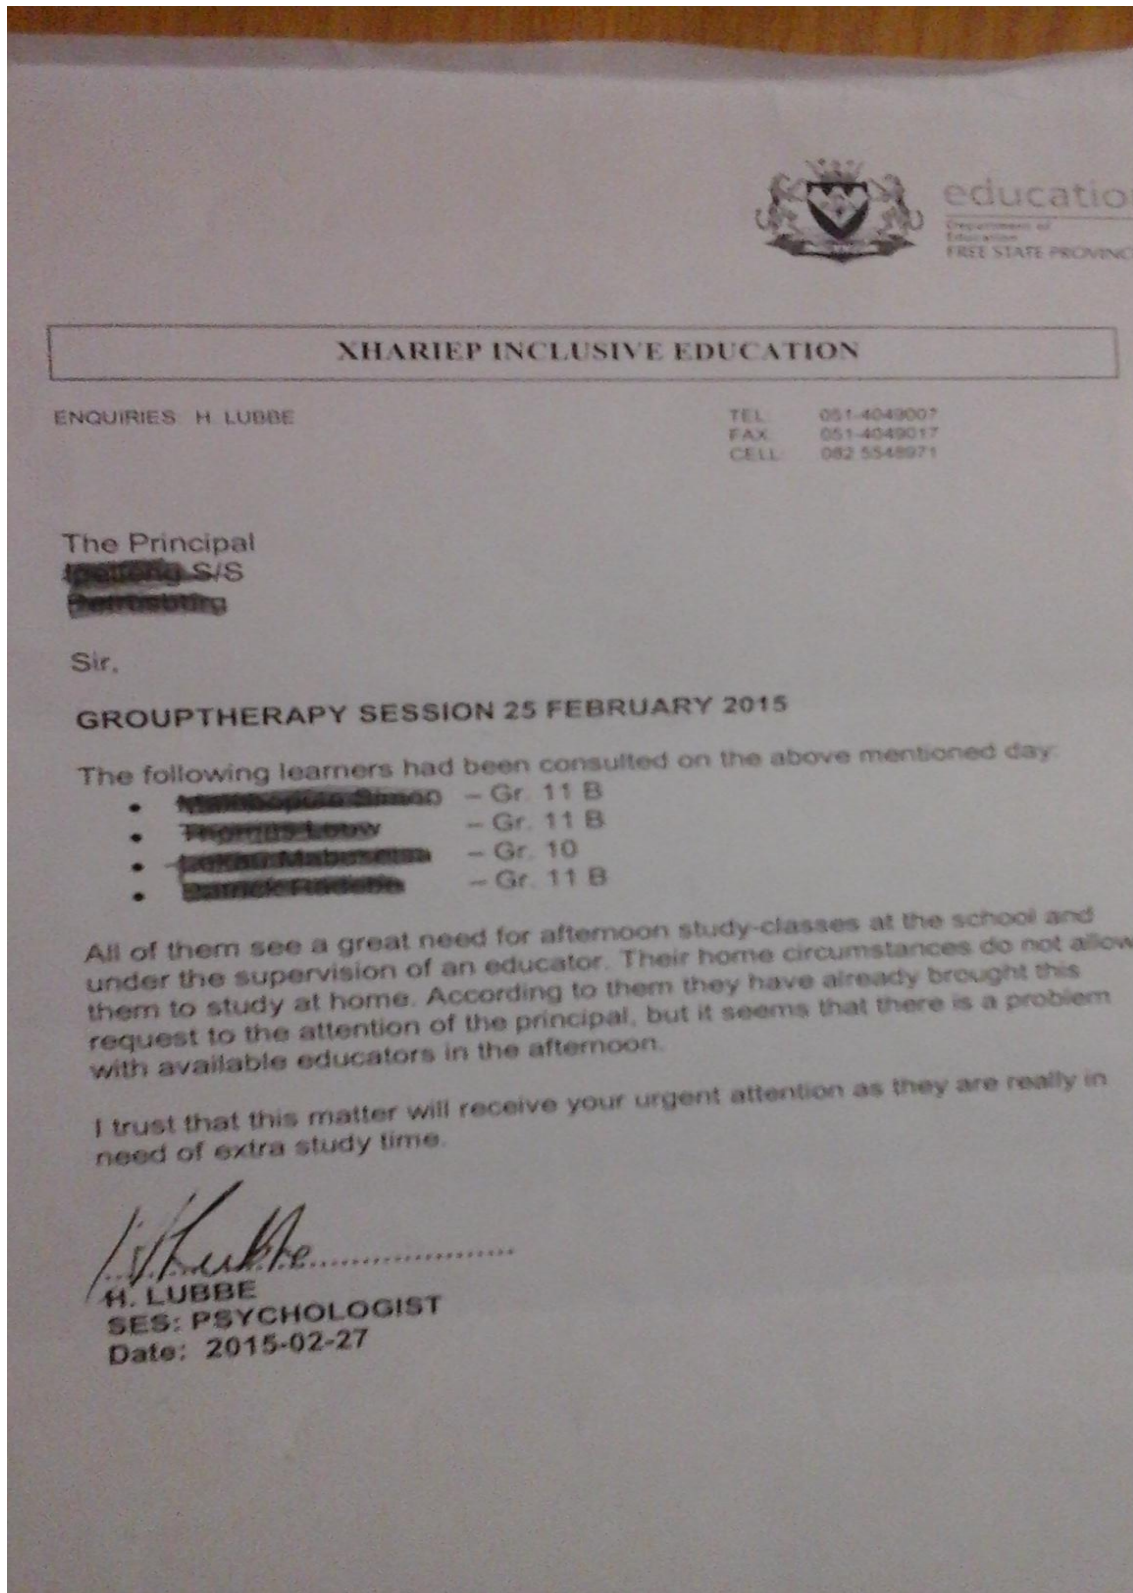 education
Department of
Education
FREE STATE PROVINC
XHARIEP INCLUSIVE EDUCATION
ENQUIRIES: H. LUBBE
TEL: 051-4049007
FAX: 051-4049017
CELL: 082 5548971
The Principal
S/S
Sir,
GROUPTHERAPY SESSION 25 FEBRUARY 2015
The following learners had been consulted on the above mentioned day:
• – Gr. 11 B
• – Gr. 11 B
• – Gr. 10
• – Gr. 11 B
All of them see a great need for afternoon study-classes at the school and
under the supervision of an educator. Their home circumstances do not allow
them to study at home. According to them they have already brought this
request to the attention of the principal, but it seems that there is a problem
with available educators in the afternoon.
I trust that this matter will receive your urgent attention as they are really in
need of extra study time.
H. LUBBE
SES: PSYCHOLOGIST
Date: 2015-02-27